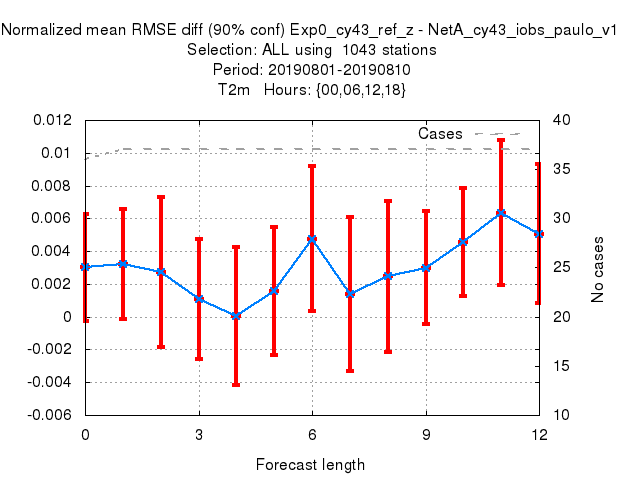 Normalized mean RMSE diff (90% conf) Exp0_cy43_ref_z - NetA_cy43_iobs_paulo_v1
Selection: ALL using  1043 stations
Period: 20190801-20190810
T2m   Hours: {00,06,12,18}
Cases
0.012
0.01
0.008
0.006
0.004
0.002
0
-0.002
-0.004
-0.006
40
35
30
25
20
15
10
No cases
0 3 6 9 12
Forecast length